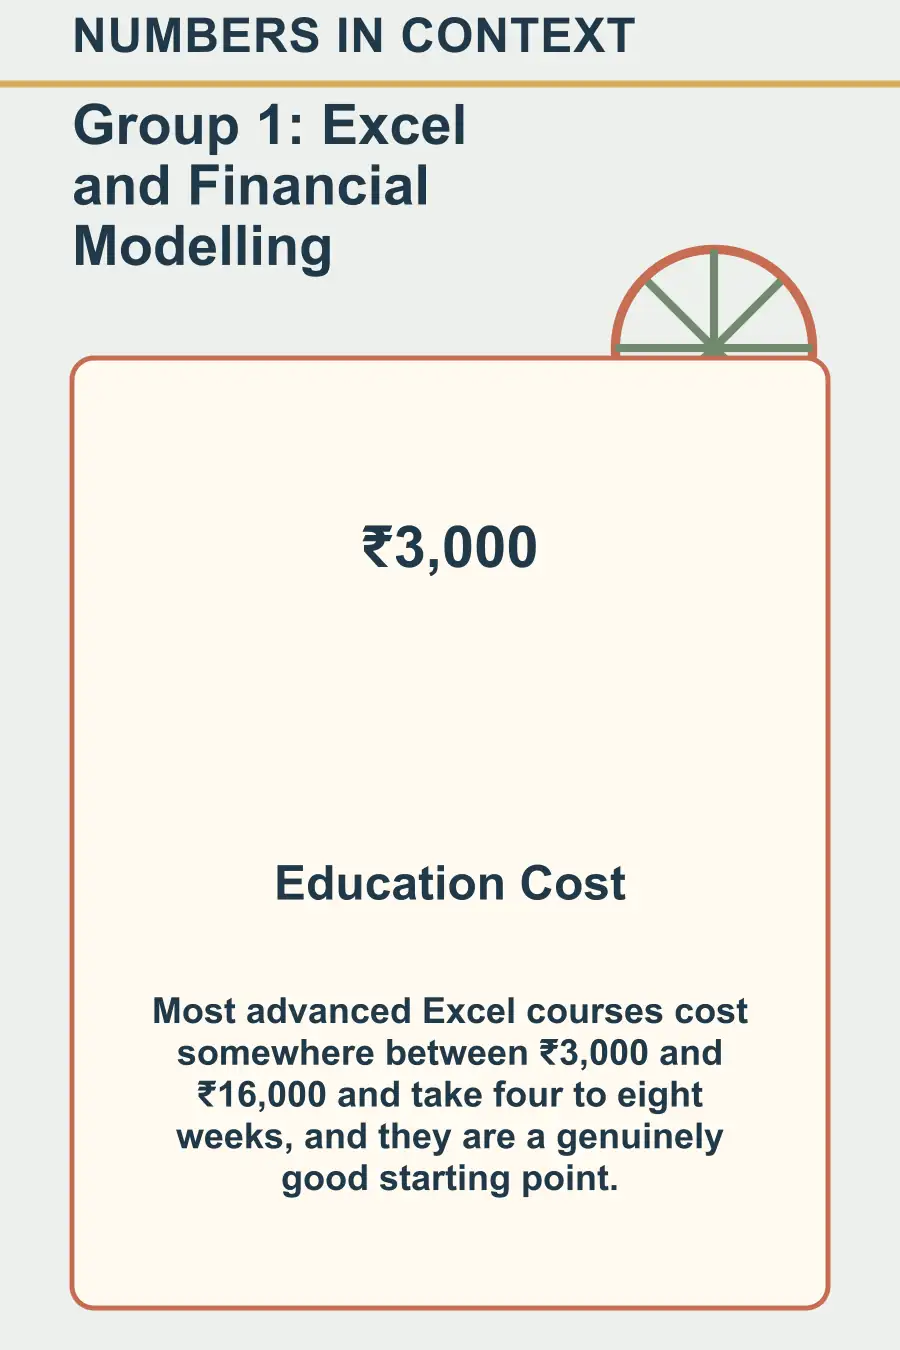 NUMBERS IN CONTEXT
Group 1: Excel
and Financial
Modelling
₹3,000
Education Cost
Most advanced Excel courses cost
somewhere between ₹3,000 and
₹16,000 and take four to eight
weeks, and they are a genuinely
good starting point.